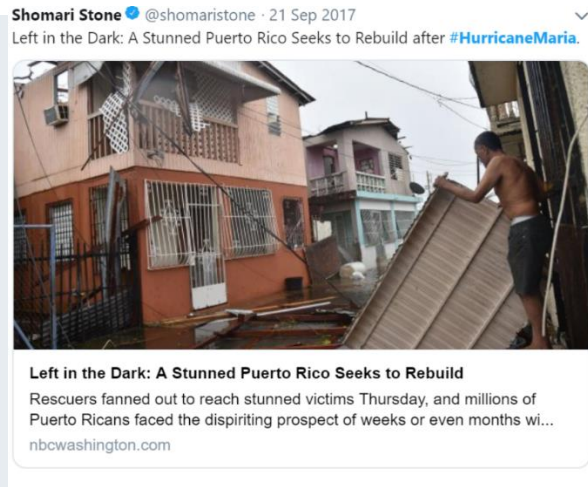 Shomari Stone @shomaristone · 21 Sep 2017
Left in the Dark: A Stunned Puerto Rico Seeks to Rebuild after #HurricaneMaria.
Left in the Dark: A Stunned Puerto Rico Seeks to Rebuild
Rescuers fanned out to reach stunned victims Thursday, and millions of
Puerto Ricans faced the dispiriting prospect of weeks or even months wi...
nbcwashington.com